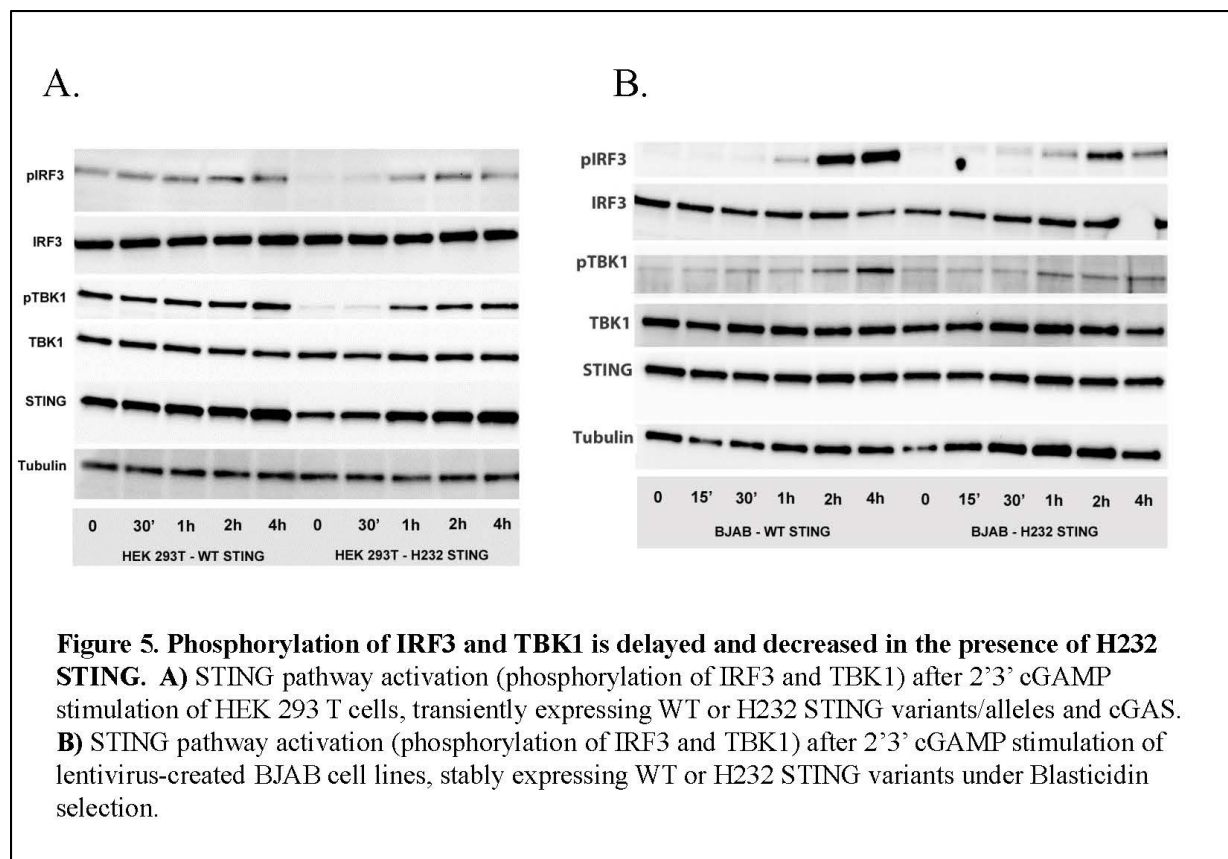 A.
B.
pIRF3
IRF3
pTBK1
TBK1
STING
Tubulin
0 30' 1h 2h 4h 0 30' 1h 2h 4h
HEK 293T - WT STING HEK 293T - H232 STING
pIRF3
IRF3
pTBK1
TBK1
STING
Tubulin
0 15' 30' 1h 2h 4h 0 15' 30' 1h 2h 4h
BJAB - WT STING BJAB - H232 STING
Figure 5. Phosphorylation of IRF3 and TBK1 is delayed and decreased in the presence of H232
STING. A) STING pathway activation (phosphorylation of IRF3 and TBK1) after 2’3’ cGAMP
stimulation of HEK 293 T cells, transiently expressing WT or H232 STING variants/alleles and cGAS.
B) STING pathway activation (phosphorylation of IRF3 and TBK1) after 2’3’ cGAMP stimulation of
lentivirus-created BJAB cell lines, stably expressing WT or H232 STING variants under Blasticidin
selection.